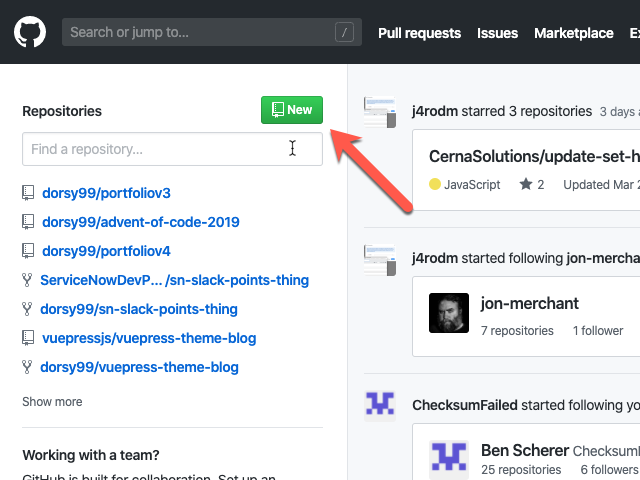 Search or jump to...
/
Pull requests
Issues
Marketplace
Repositories
New
Find a repository...
dorsy99/portfoliov3
dorsy99/advent-of-code-2019
dorsy99/portfoliov4
ServiceNowDevP... /sn-slack-points-thing
dorsy99/sn-slack-points-thing
vuepressjs/vuepress-theme-blog
dorsy99/vuepress-theme-blog
Show more
Working with a team?
GitHub is built for collaboration. Set up an
j4rodm starred 3 repositories 3 days a
CernaSolutions/update-set-h
JavaScript
2
Updated Mar 2
j4rodm started following jon-mercha
jon-merchant
7 repositories
1 follower
ChecksumFailed started following yo
Ben Scherer Checksuml
25 repositories
6 followers